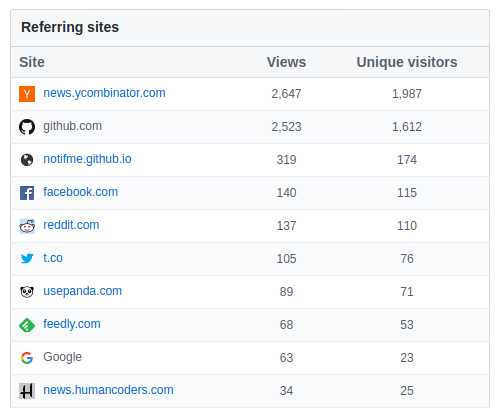 Referring sites
Site Views Unique visitors
news.ycombinator.com 2,647 1,987
github.com 2,523 1,612
notifme.github.io 319 174
facebook.com 140 115
reddit.com 137 110
t.co 105 76
usepanda.com 89 71
feedly.com 68 53
Google 63 23
news.humancoders.com 34 25